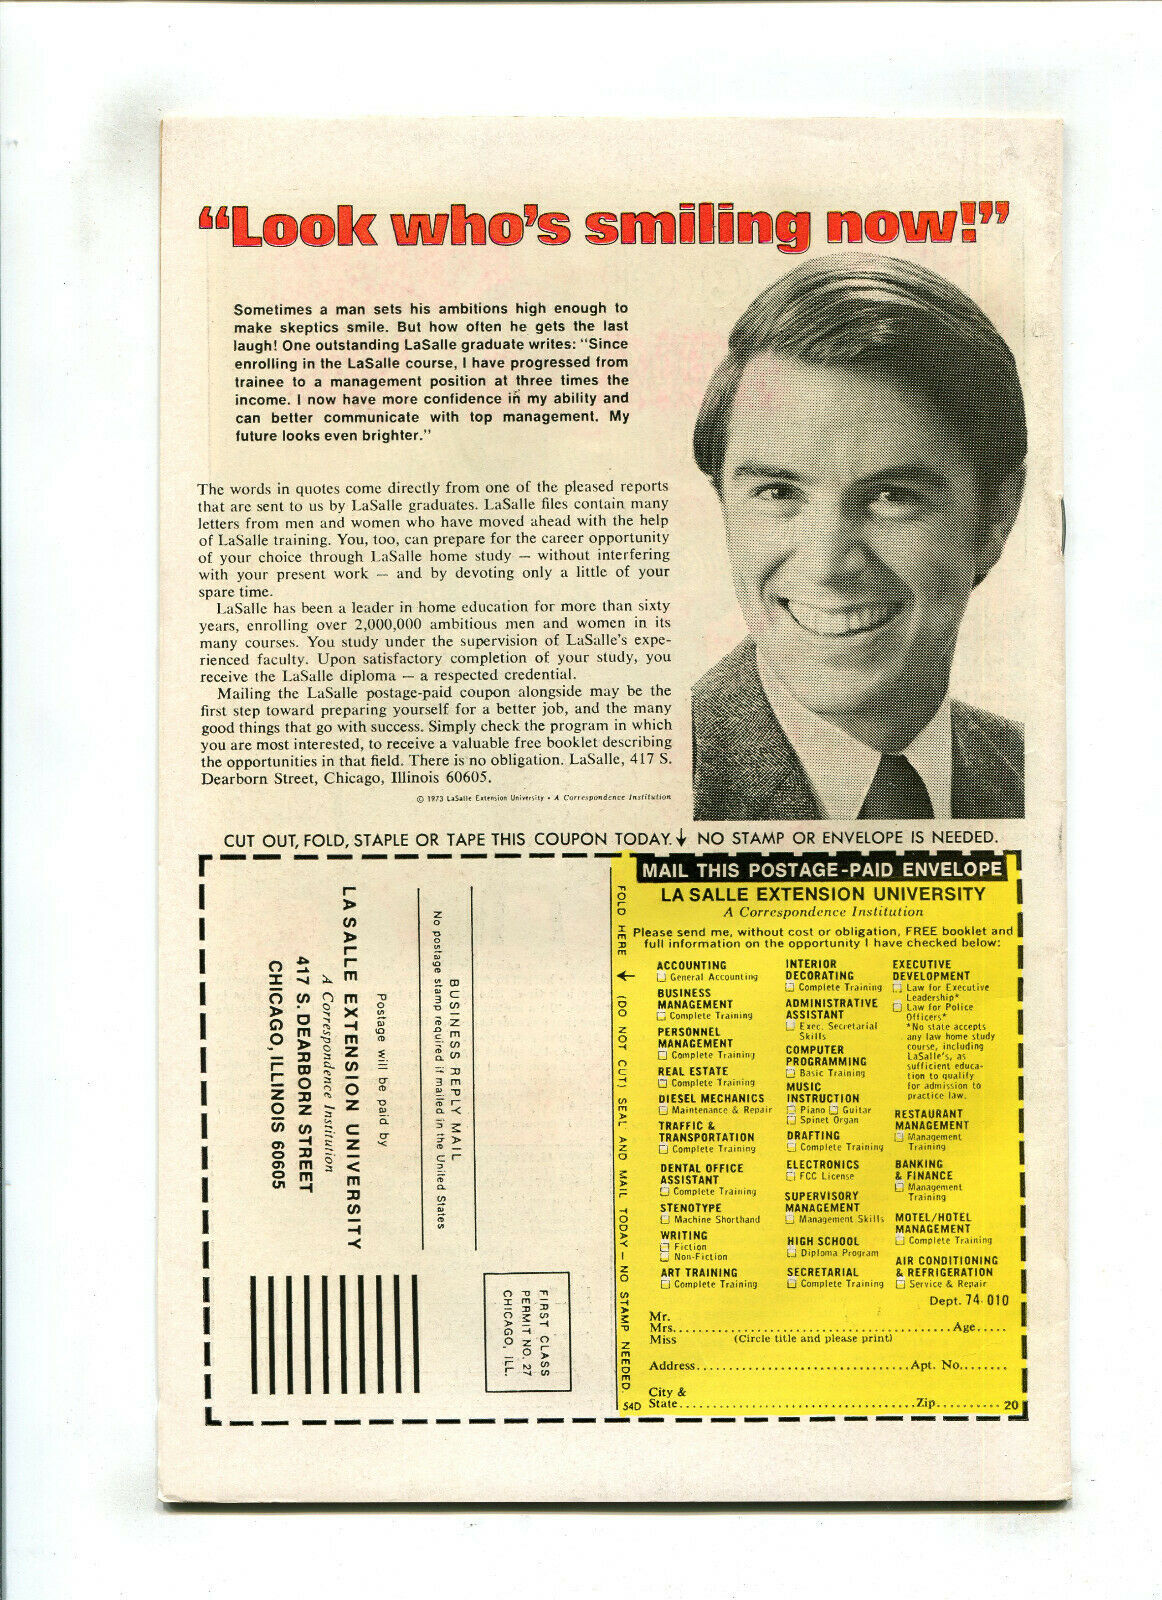 “Look who’s smiling now!”
Sometimes a man sets his ambitions high enough to
make skeptics smile. But how often he gets the last
laugh! One outstanding LaSalle graduate writes: “Since
enrolling in the LaSalle course, I have progressed from
trainee to a management position at three times the
income. I now have more confidence in my ability and
can better communicate with top management. My
future looks even brighter.”
The words in quotes come directly from one of the pleased reports
that are sent to us by LaSalle graduates. LaSalle files contain many
letters from men and women who have moved ahead with the help
of LaSalle training. You, too, can prepare for the career opportunity
of your choice through LaSalle home study — without interfering
with your present work — and by devoting only a little of your
spare time.
LaSalle has been a leader in home education for more than sixty
years, enrolling over 2,000,000 ambitious men and women in its
many courses. You study under the supervision of LaSalle's expe-
rienced faculty. Upon satisfactory completion of your study, you
receive the LaSalle diploma — a respected credential.
Mailing the LaSalle postage-paid coupon alongside may be the
first step toward preparing yourself for a better job, and the many
good things that go with success. Simply check the program in which
you are most interested, to receive a valuable free booklet describing
the opportunities in that field. There is no obligation. LaSalle, 417 S.
Dearborn Street, Chicago, Illinois 60605.
© 1973 LaSalle Extension University • A Correspondence Institution
CUT OUT, FOLD, STAPLE OR TAPE THIS COUPON TODAY. ↓ NO STAMP OR ENVELOPE IS NEEDED.
BUSINESS REPLY MAIL
No postage stamp required if mailed in the United States
Postage will be paid by
LA SALLE EXTENSION UNIVERSITY
A Correspondence Institution
417 S. DEARBORN STREET
CHICAGO, ILLINOIS 60605
FIRST CLASS
PERMIT NO. 27
CHICAGO, ILL.
FOLD HERE ↓ (DO NOT CUT) SEAL AND MAIL TODAY – NO STAMP NEEDED.
54D
MAIL THIS POSTAGE-PAID ENVELOPE
LA SALLE EXTENSION UNIVERSITY
A Correspondence Institution
Please send me, without cost or obligation, FREE booklet and
full information on the opportunity I have checked below:
ACCOUNTING
General Accounting
BUSINESS
MANAGEMENT
Complete Training
PERSONNEL
MANAGEMENT
Complete Training
REAL ESTATE
Complete Training
DIESEL MECHANICS
Maintenance & Repair
TRAFFIC &
TRANSPORTATION
Complete Training
DENTAL OFFICE
ASSISTANT
Complete Training
STENOTYPE
Machine Shorthand
WRITING
Fiction
Non-Fiction
ART TRAINING
Complete Training
INTERIOR
DECORATING
Complete Training
ADMINISTRATIVE
ASSISTANT
Exec. Secretarial
Skills
COMPUTER
PROGRAMMING
Basic Training
MUSIC
INSTRUCTION
Piano Guitar
Spinet Organ
DRAFTING
Complete Training
ELECTRONICS
FCC License
SUPERVISORY
MANAGEMENT
Management Skills
HIGH SCHOOL
Diploma Program
SECRETARIAL
Complete Training
EXECUTIVE
DEVELOPMENT
Law for Executive
Leadership*
Law for Police
Officers*
*No state accepts
any law home study
course, including
LaSalle's, as
sufficient educa-
tion to qualify
for admission to
practice law.
RESTAURANT
MANAGEMENT
Management
Training
BANKING
& FINANCE
Management
Training
MOTEL/HOTEL
MANAGEMENT
Complete Training
AIR CONDITIONING
& REFRIGERATION
Service & Repair
Dept. 74-010
Mr.
Mrs. Age
Miss (Circle title and please print)
Address Apt. No.
City &
State Zip 20